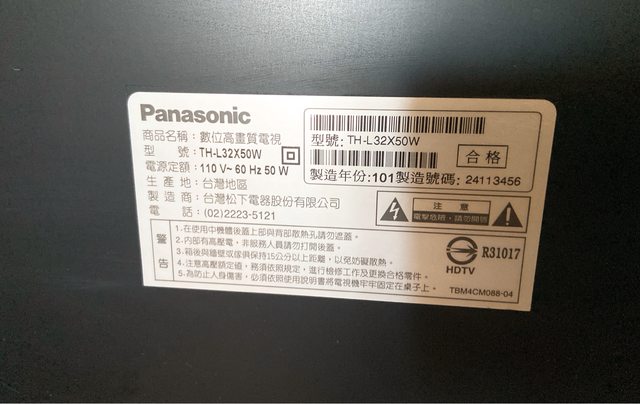 Panasonic
商品名稱：數位高畫質電視
型　號：TH-L32X50W
電源定額：110 V~ 60 Hz 50 W
生 產 地：台灣地區
製 造 商：台灣松下電器股份有限公司
電　話：(02)2223-5121
型號: TH-L32X50W
合格
製造年份:101製造號碼: 24113456
注 意
電擊危險，請勿開啟
R31017
HDTV
警告
1.在使用中機體後蓋上部與背部散熱孔請勿遮蓋。
2.內部有高壓電，非服務人員請勿打開後蓋。
3.箱後與牆壁或傢俱保持15公分以上距離，以免妨礙散熱。
4.注意高壓額定值，務須依照規定，進行檢修工作及更換合格零件。
5.為防止人身傷害，必須依照使用說明書將電視機牢牢固定在桌子上。
TBM4CM088-04